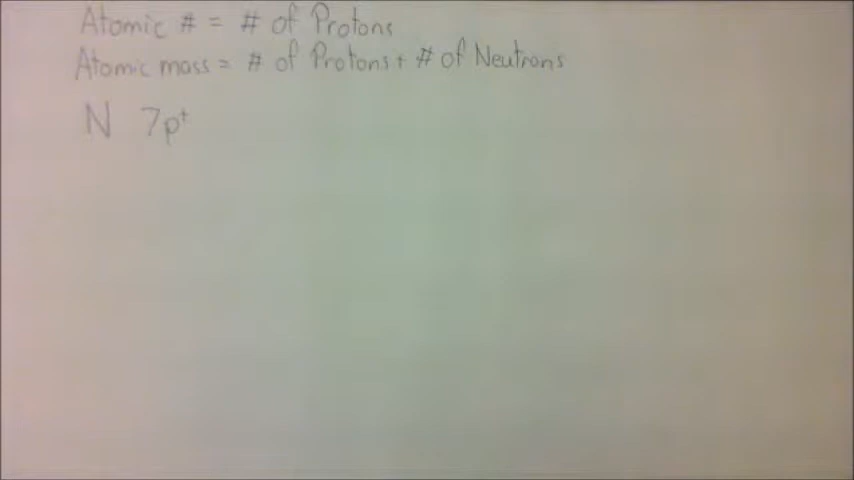 Atomic # = # of Protons
Atomic mass = # of Protons + # of Neutrons
N 7p⁺